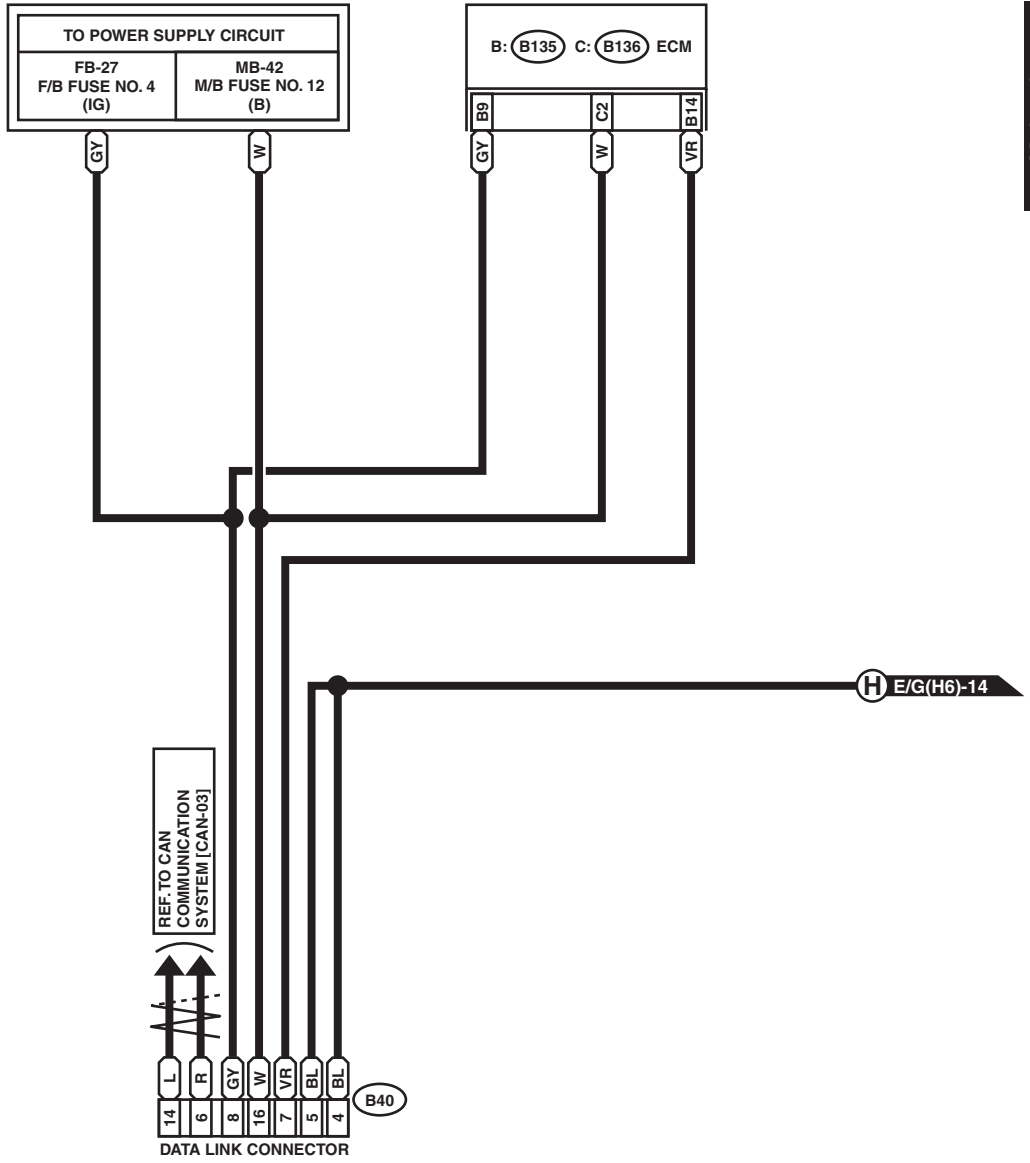 TO POWER SUPPLY CIRCUIT
FB-27
F/B FUSE NO. 4
(IG)
MB-42
M/B FUSE NO. 12
(B)
B: B135 C: B136 ECM
B9
C2
B14
GY
W
GY
W
VR
H E/G(H6)-14
REF.TO CAN
COMMUNICATION
SYSTEM [CAN-03]
L
R
GY
W
VR
BL
BL
14
6
8
16
7
5
4
B40
DATA LINK CONNECTOR